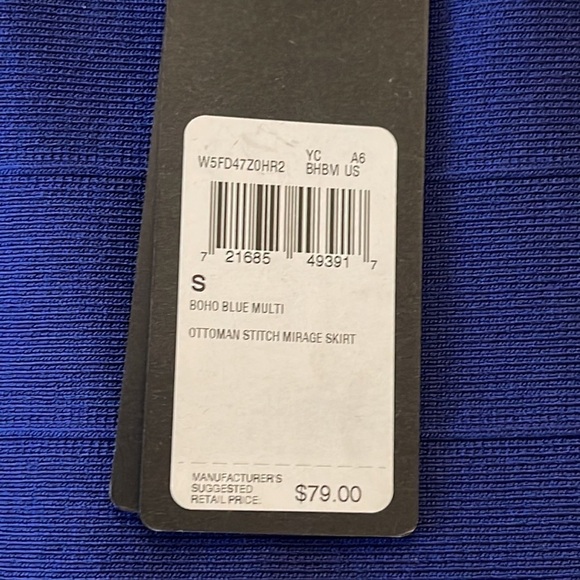 YC A6
W5FD47Z0HR2 BHBM US
7 21685 49391 7
S
BOHO BLUE MULTI
OTTOMAN STITCH MIRAGE SKIRT
MANUFACTURER'S
SUGGESTED
RETAIL PRICE: $79.00